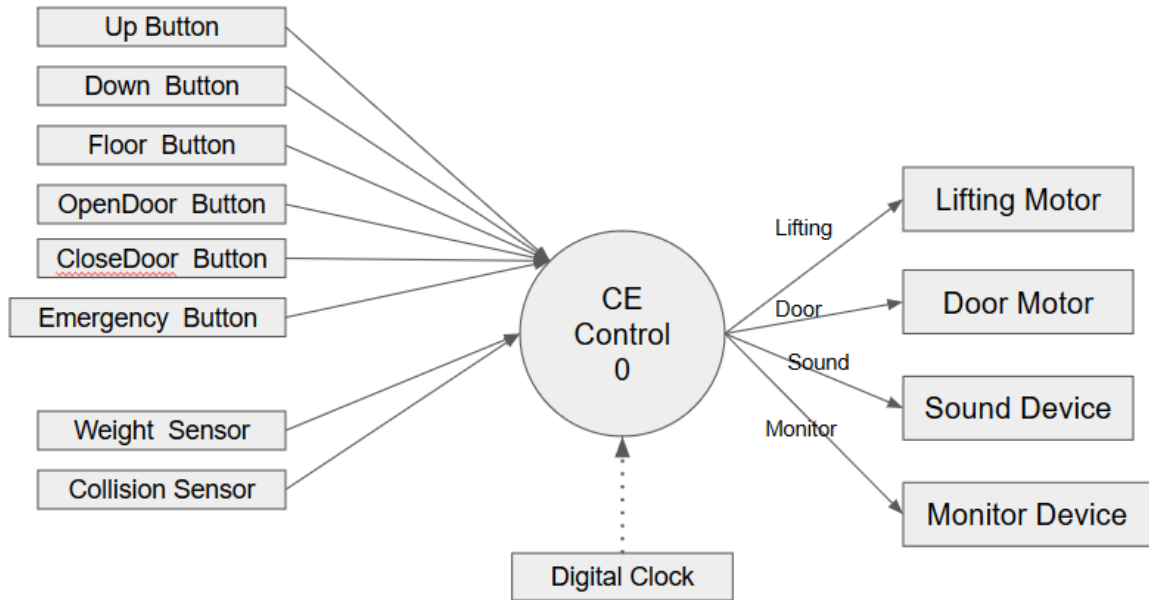 Up Button
Down Button
Floor Button
OpenDoor Button
CloseDoor Button
Emergency Button
Weight Sensor
Collision Sensor
CE
Control
0
Digital Clock
Lifting
Door
Sound
Monitor
Lifting Motor
Door Motor
Sound Device
Monitor Device